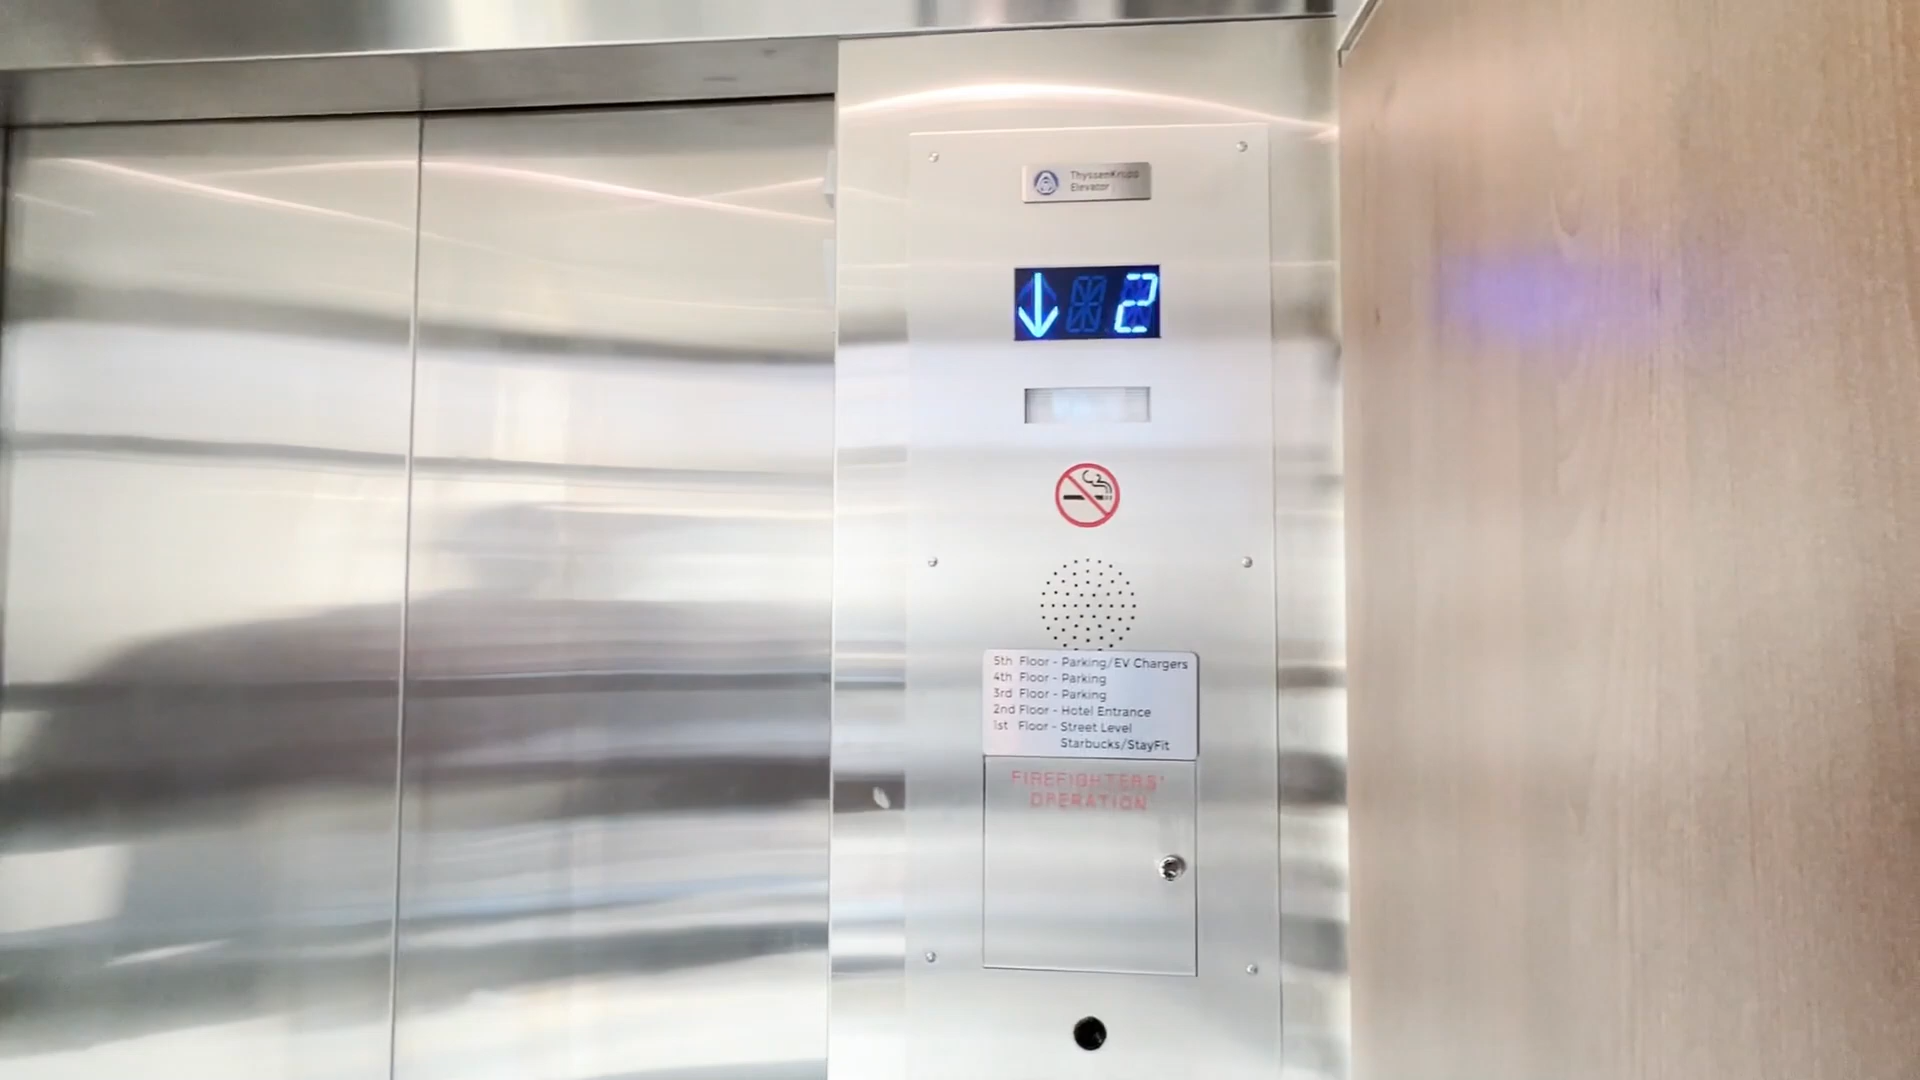 ThyssenKrupp
Elevator
2
5th Floor - Parking/EV Chargers
4th Floor - Parking
3rd Floor - Parking
2nd Floor - Hotel Entrance
1st Floor - Street Level
Starbucks/StayFit
FIREFIGHTERS'
OPERATION